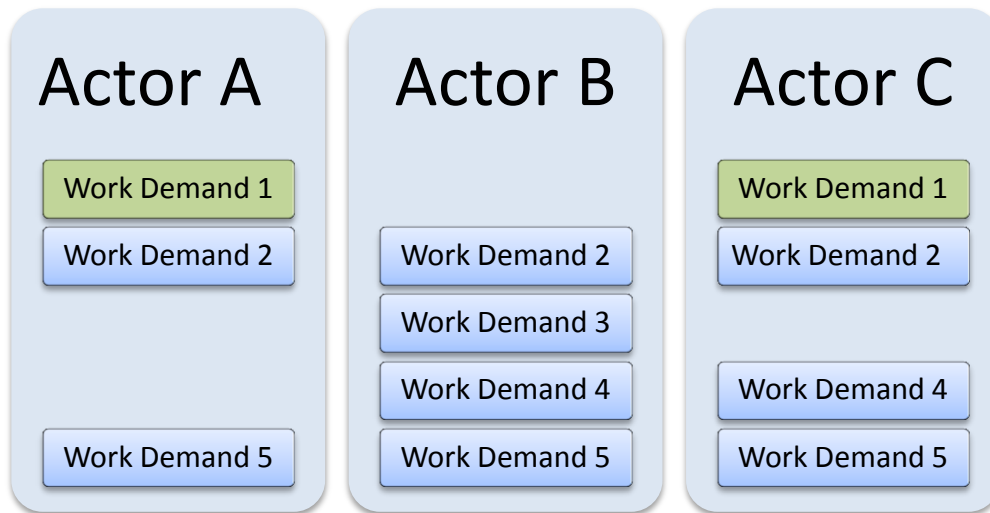 Actor A
Work Demand 1
Work Demand 2
Work Demand 5
Actor B
Work Demand 2
Work Demand 3
Work Demand 4
Work Demand 5
Actor C
Work Demand 1
Work Demand 2
Work Demand 4
Work Demand 5